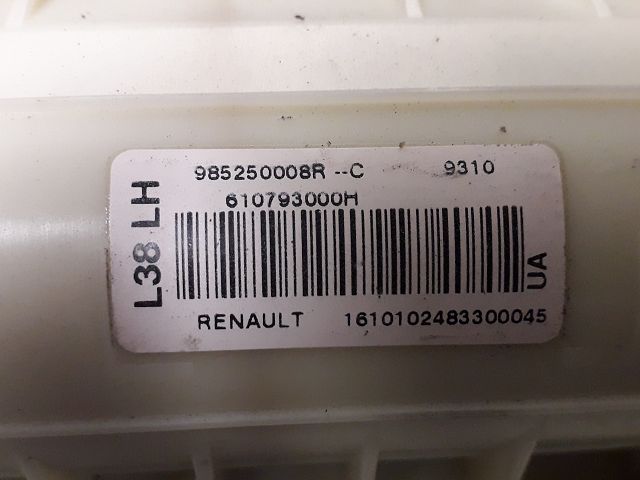 985250008R --C 9310
610793000H
L38 LH
UA
RENAULT 1610102483300045